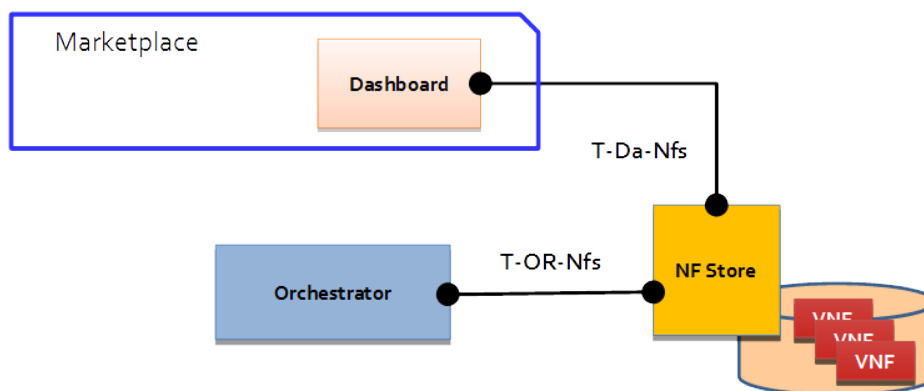 Marketplace
Dashboard
T-Da-Nfs
T-OR-Nfs
NF Store
Orchestrator
VNF
VNF
VNF